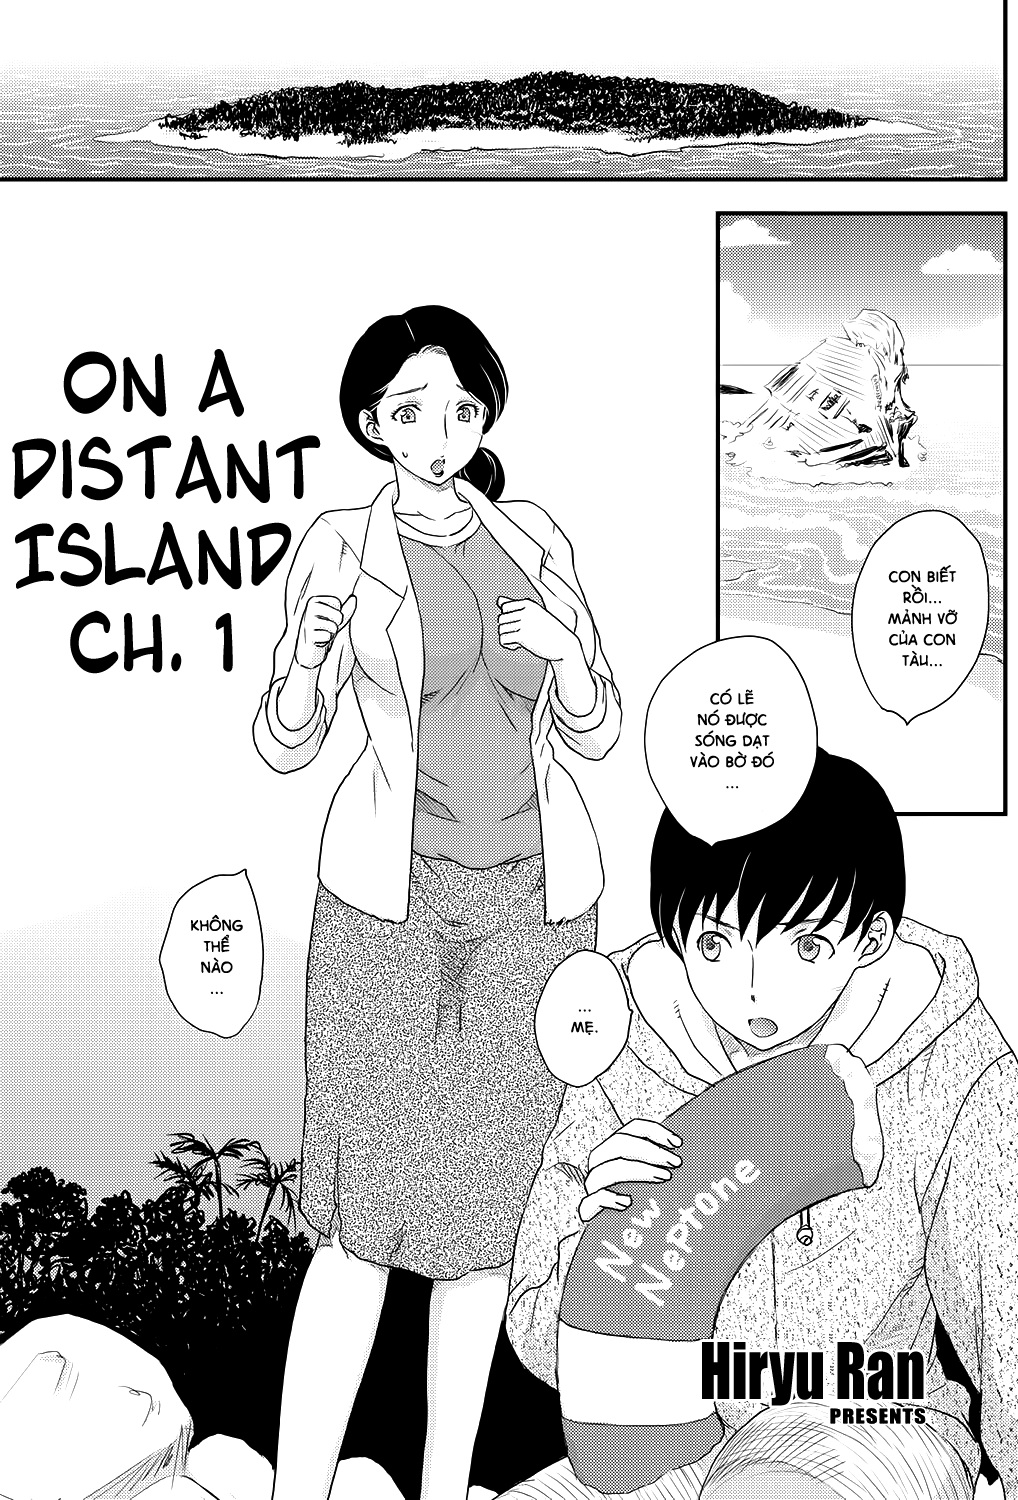 ON A
DISTANT
ISLAND
CH. 1
CON BIẾT
RỒI...
MẢNH VỠ
CỦA CON
TÀU...
CÓ LẼ
NÓ ĐƯỢC
SÓNG DẠT
VÀO BỜ ĐÓ
...
...
MẸ.
KHÔNG
THỂ
NÀO
...
New
Neptone
Hiryu Ran
PRESENTS